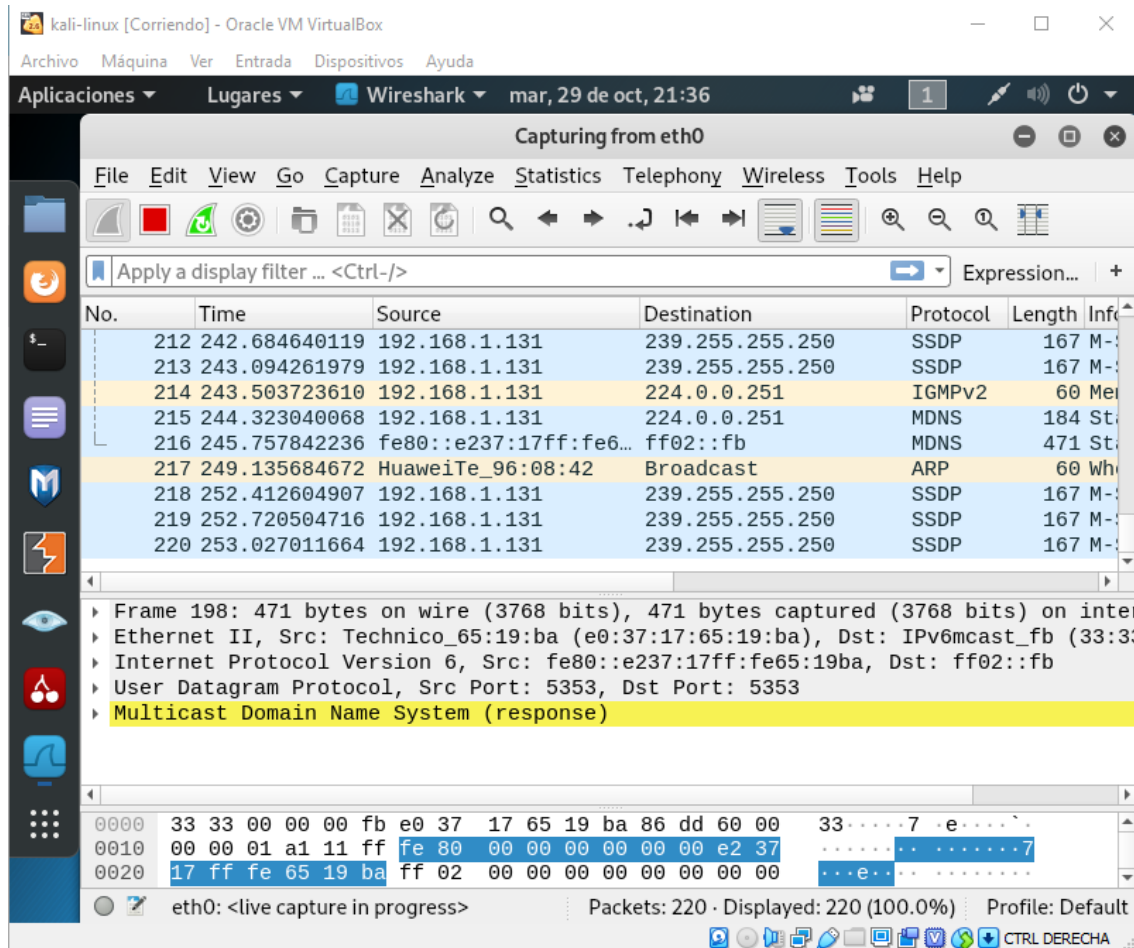 kali-linux [Corriendo] - Oracle VM VirtualBox
Archivo Máquina Ver Entrada Dispositivos Ayuda
Aplicaciones Lugares Wireshark mar, 29 de oct, 21:36 1
Capturing from eth0
File Edit View Go Capture Analyze Statistics Telephony Wireless Tools Help
Apply a display filter ... <Ctrl-/> Expression... +
No. Time Source Destination Protocol Length Info
212 242.684640119 192.168.1.131 239.255.255.250 SSDP 167 M-
213 243.094261979 192.168.1.131 239.255.255.250 SSDP 167 M-
214 243.503723610 192.168.1.131 224.0.0.251 IGMPv2 60
215 244.323040068 192.168.1.131 224.0.0.251 MDNS 184
216 245.757842236 fe80::e237:17ff:fe6… ff02::fb MDNS 471
217 249.135684672 HuaweiTe_96:08:42 Broadcast ARP 60
218 252.412604907 192.168.1.131 239.255.255.250 SSDP 167 M-
219 252.720504716 192.168.1.131 239.255.255.250 SSDP 167 M-
220 253.027011664 192.168.1.131 239.255.255.250 SSDP 167 M-
Frame 198: 471 bytes on wire (3768 bits), 471 bytes captured (3768 bits) on inter
Ethernet II, Src: Technico_65:19:ba (e0:37:17:65:19:ba), Dst: IPv6mcast_fb (33:33
Internet Protocol Version 6, Src: fe80::e237:17ff:fe65:19ba, Dst: ff02::fb
User Datagram Protocol, Src Port: 5353, Dst Port: 5353
Multicast Domain Name System (response)
0000 33 33 00 00 00 fb e0 37 17 65 19 ba 86 dd 60 00 33·····7 ·e····`·
0010 00 00 01 a1 11 ff fe 80 00 00 00 00 00 00 e2 37 ········ ·······7
0020 17 ff fe 65 19 ba ff 02 00 00 00 00 00 00 00 00 ···e···· ········
eth0: <live capture in progress> Packets: 220 · Displayed: 220 (100.0%) Profile: Default
CTRL DERECHA